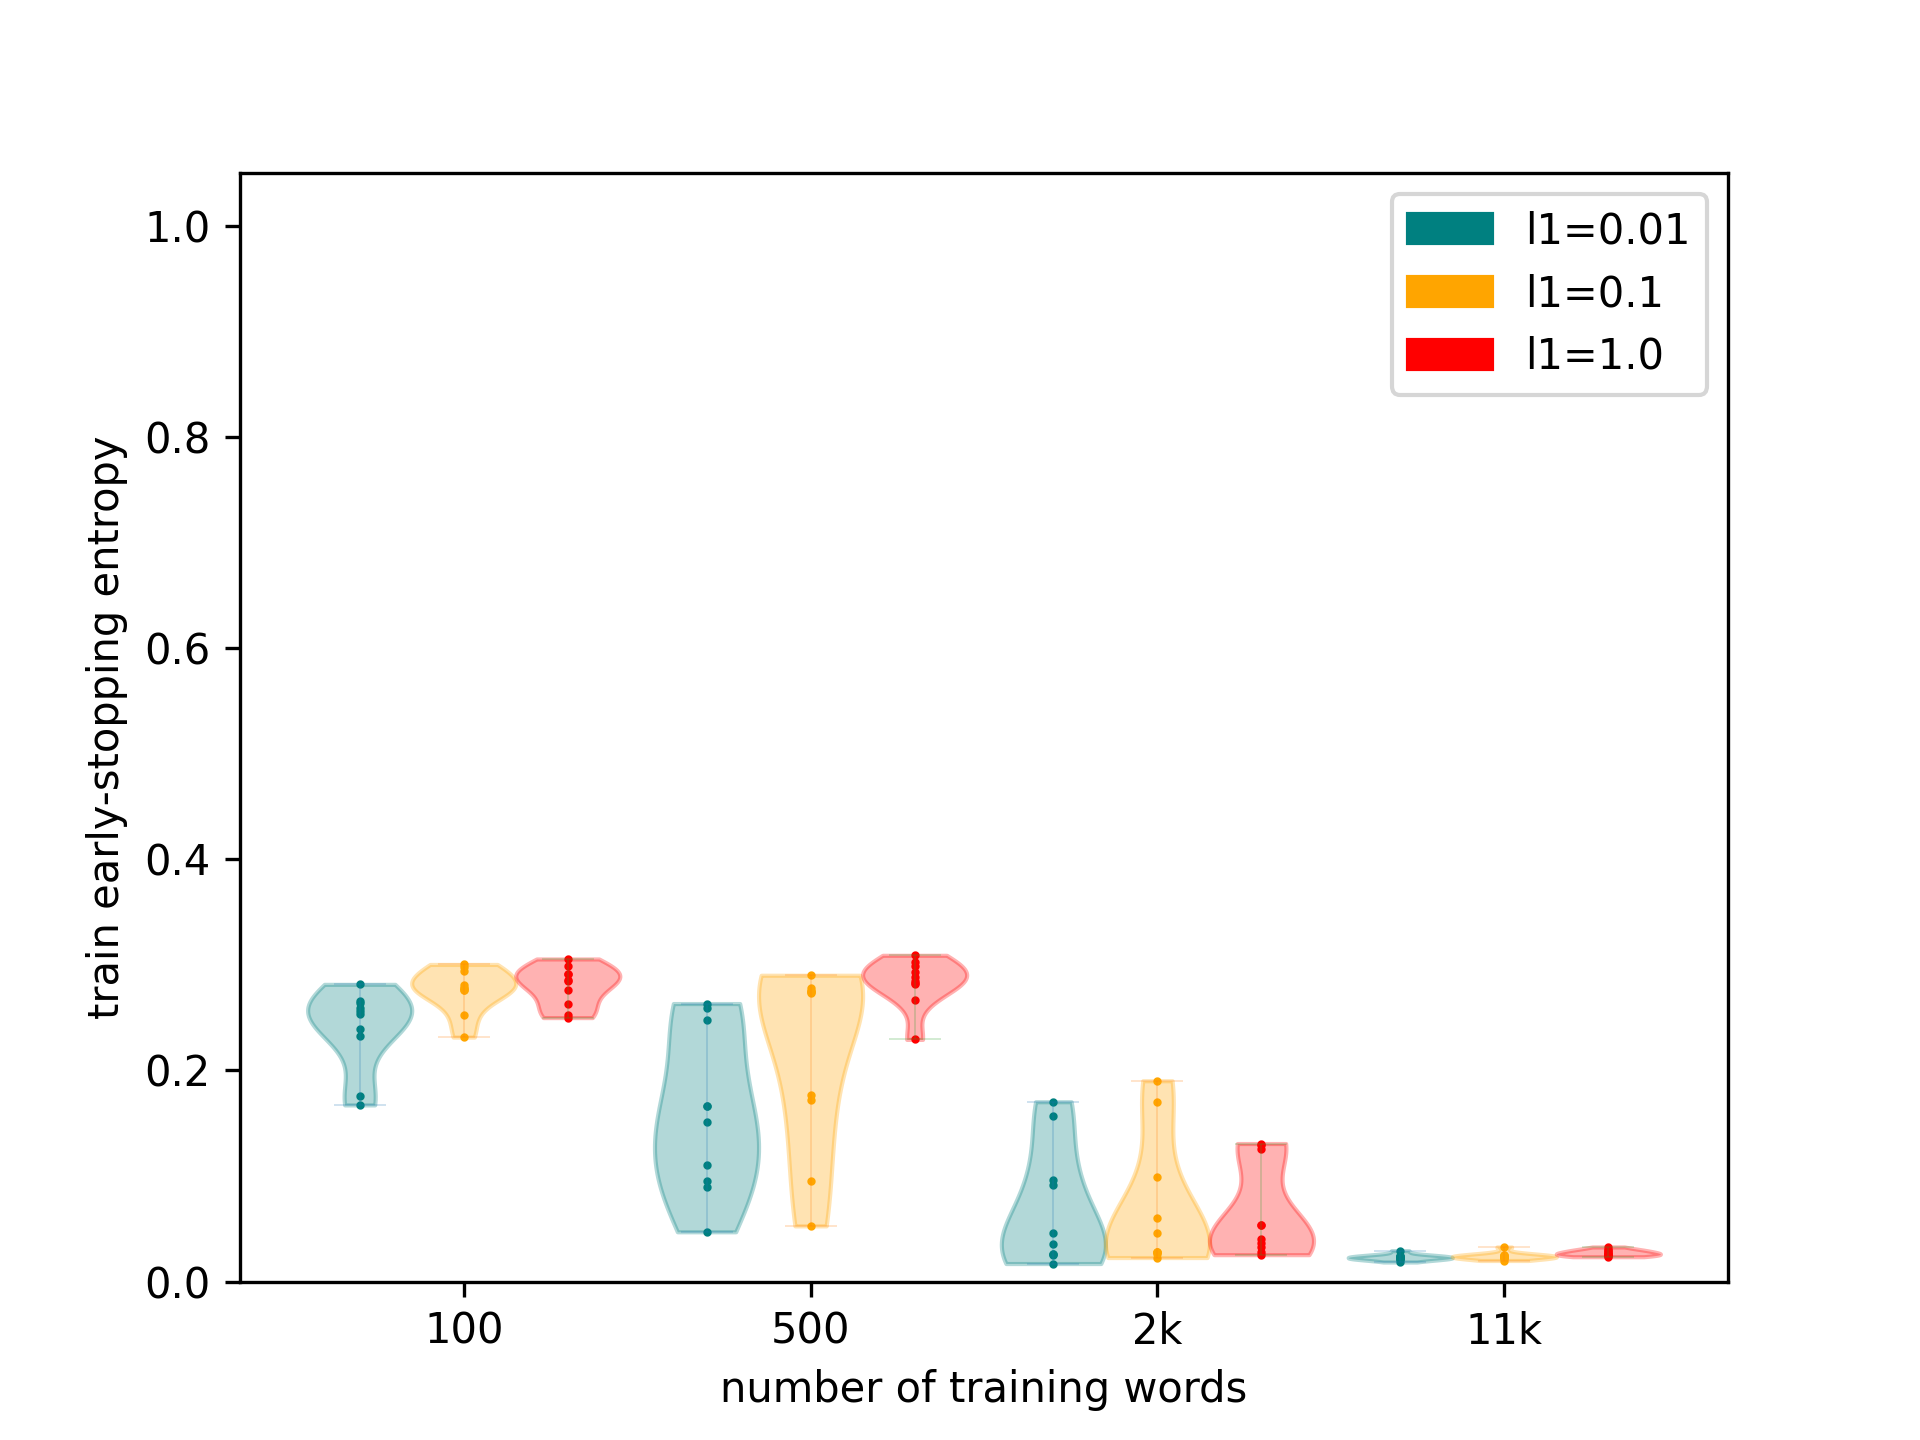 l1=0.01
l1=0.1
l1=1.0
1.0
0.8
0.6
0.4
0.2
0.0
train early-stopping entropy
100 500 2k 11k
number of training words